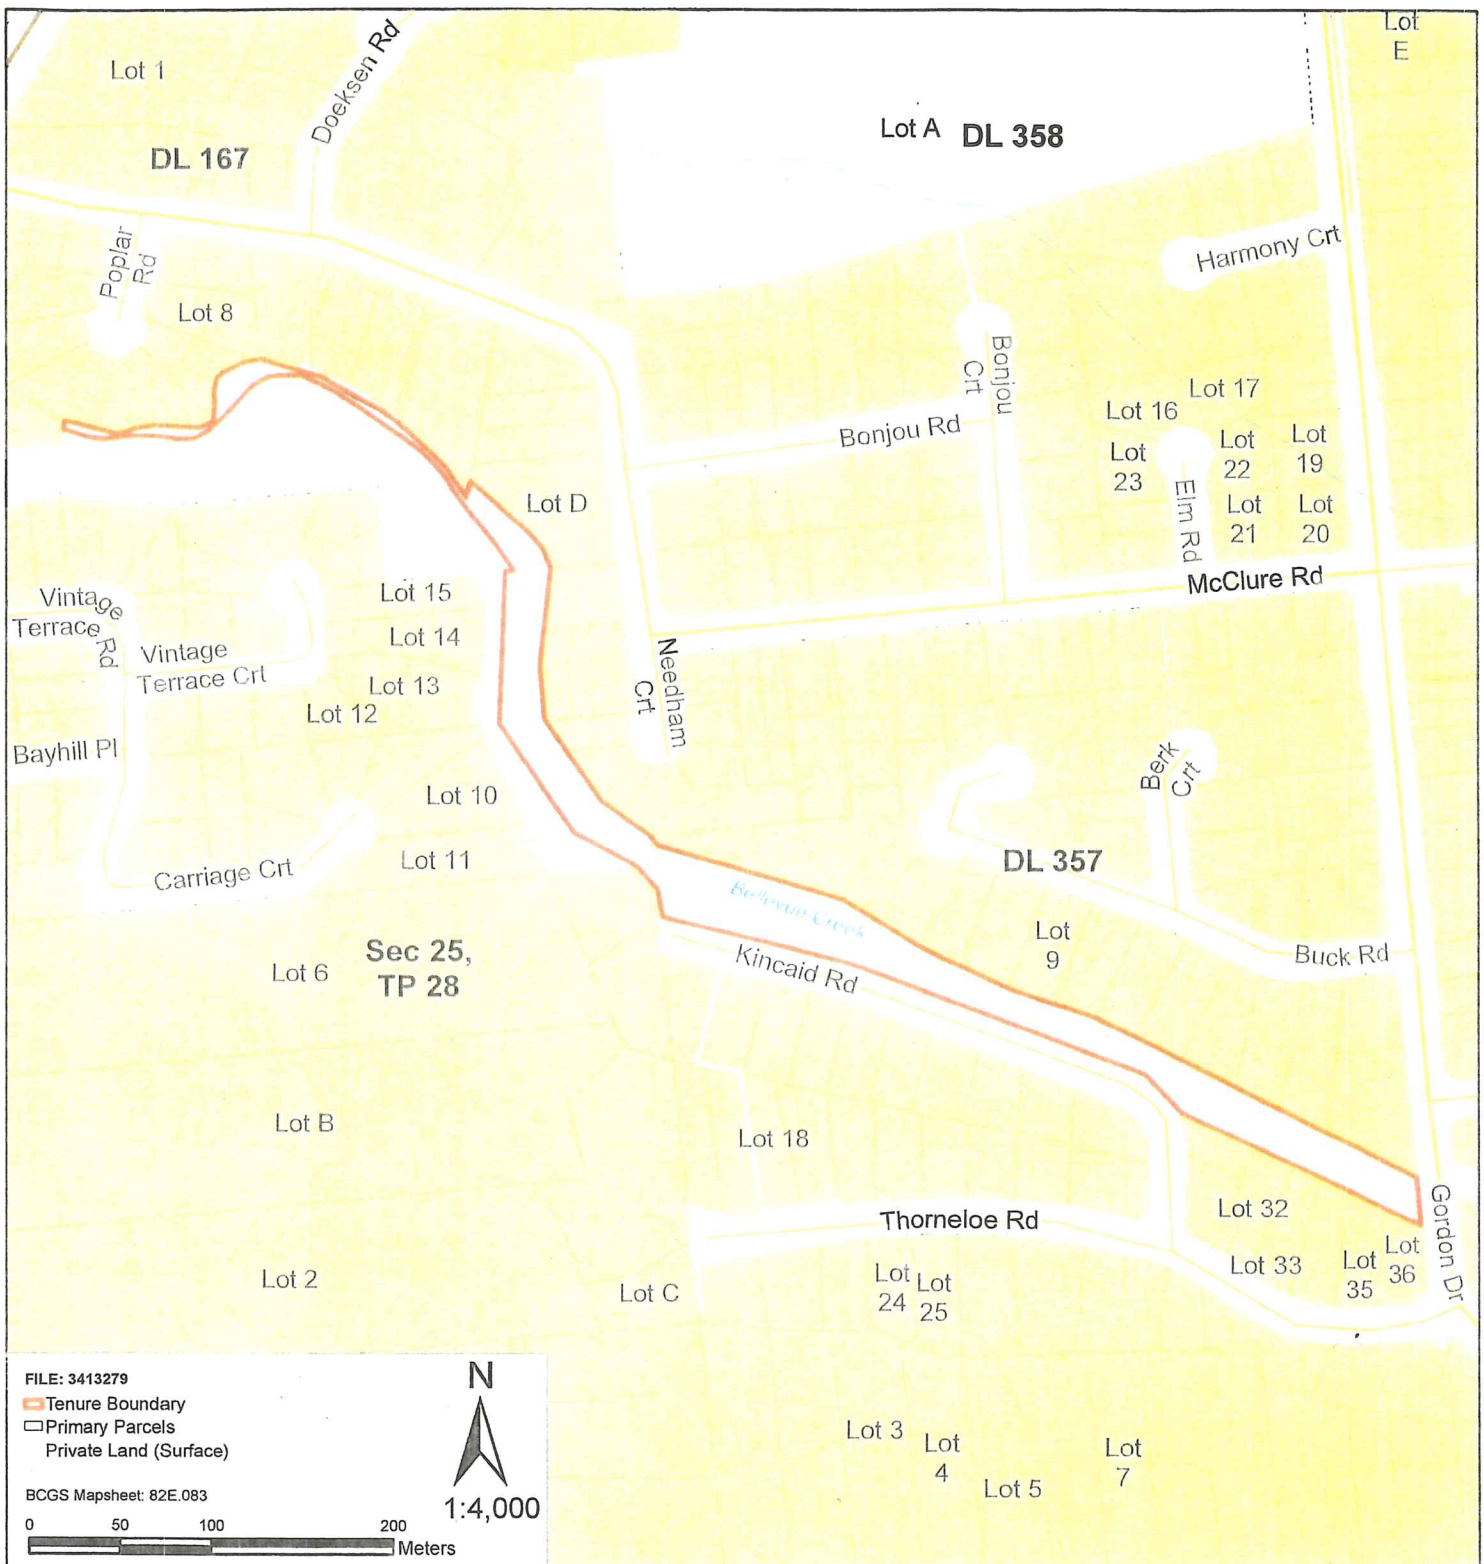 Lot
E
Lot 1
Doeksen Rd
Lot A
DL 358
DL 167
Poplar
Rd
Harmony Crt
Lot 8
Bonjou
Crt
Lot 17
Lot 16
Bonjou Rd
Lot
23
Lot
22
Lot
19
Elm Rd
Lot
21
Lot
20
Lot D
McClure Rd
Vintage
Terrace Rd
Lot 15
Lot 14
Vintage
Terrace Crt
Lot 13
Lot 12
Needham
Crt
Bayhill Pl
Berk
Crt
Lot 10
Lot 11
Carriage Crt
DL 357
Bellevue Creek
Lot
9
Buck Rd
Sec 25,
TP 28
Lot 6
Kincaid Rd
Lot B
Lot 18
Lot 32
Gordon Dr
Thorneloe Rd
Lot 33
Lot
35
Lot
36
Lot 2
Lot C
Lot
24
Lot
25
Lot 3
Lot
4
Lot 5
Lot
7
FILE: 3413279
Tenure Boundary
Primary Parcels
Private Land (Surface)
BCGS Mapsheet: 82E.083
0 50 100 200
Meters
N
1:4,000